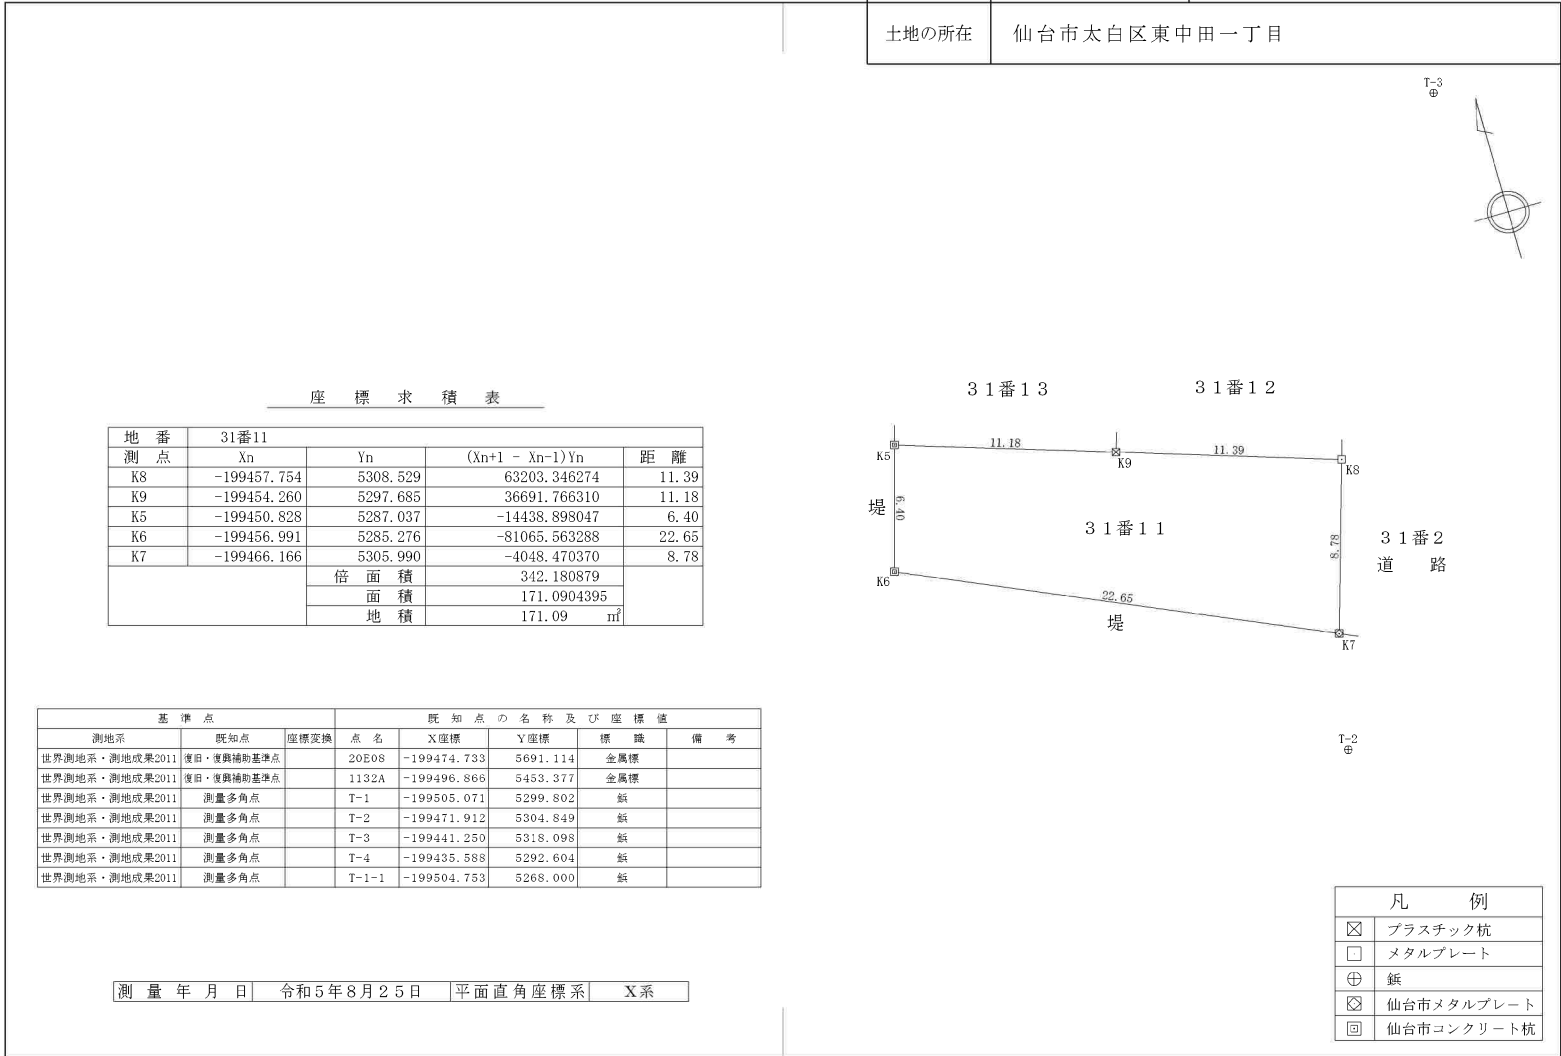 土地の所在 仙台市太白区東中田一丁目
座標求積表
地番 31番11
測点 Xn Yn (Xn+1 - Xn-1)Yn 距離
K8 -199457.754 5308.529 63203.346274 11.39
K9 -199454.260 5297.685 36691.766310 11.18
K5 -199450.828 5287.037 -14438.898047 6.40
K6 -199456.991 5285.276 -81065.563288 22.65
K7 -199466.166 5305.990 -4048.470370 8.78
倍面積 342.180879
面積 171.0904395
地積 171.09 ㎡
基準点 既知点の名称及び座標値
測地系 既知点 座標変換 点名 X座標 Y座標 標識 備考
世界測地系・測地成果2011 復旧・復興補助基準点 20E08 -199474.733 5691.114 金属標
世界測地系・測地成果2011 復旧・復興補助基準点 1132A -199496.866 5453.377 金属標
世界測地系・測地成果2011 測量多角点 T-1 -199505.071 5299.802 鋲
世界測地系・測地成果2011 測量多角点 T-2 -199471.912 5304.849 鋲
世界測地系・測地成果2011 測量多角点 T-3 -199441.250 5318.098 鋲
世界測地系・測地成果2011 測量多角点 T-4 -199435.588 5292.604 鋲
世界測地系・測地成果2011 測量多角点 T-1-1 -199504.753 5268.000 鋲
測量年月日 令和5年8月25日 平面直角座標系 X系
T-3
31番13 31番12
11.18 11.39
K5 K9 K8
堤 6.40
31番11
8.78
31番2
道路
K6
22.65
堤
K7
T-2
凡例
プラスチック杭
メタルプレート
鋲
仙台市メタルプレート
仙台市コンクリート杭